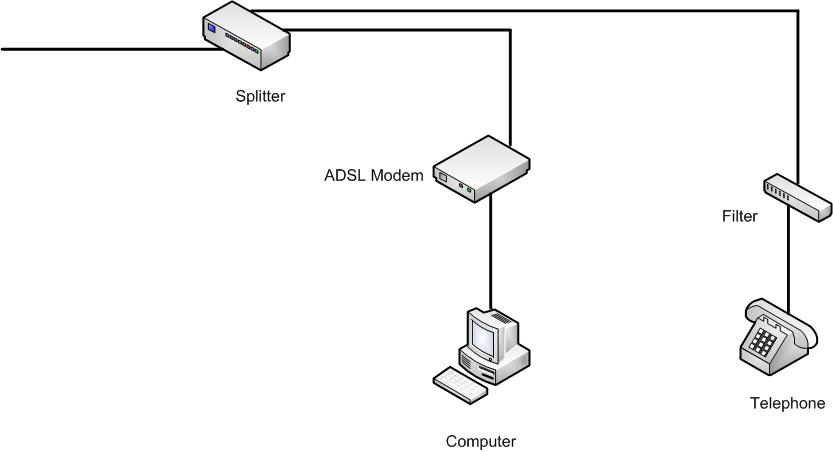 Splitter
ADSL Modem
Filter
Telephone
Computer